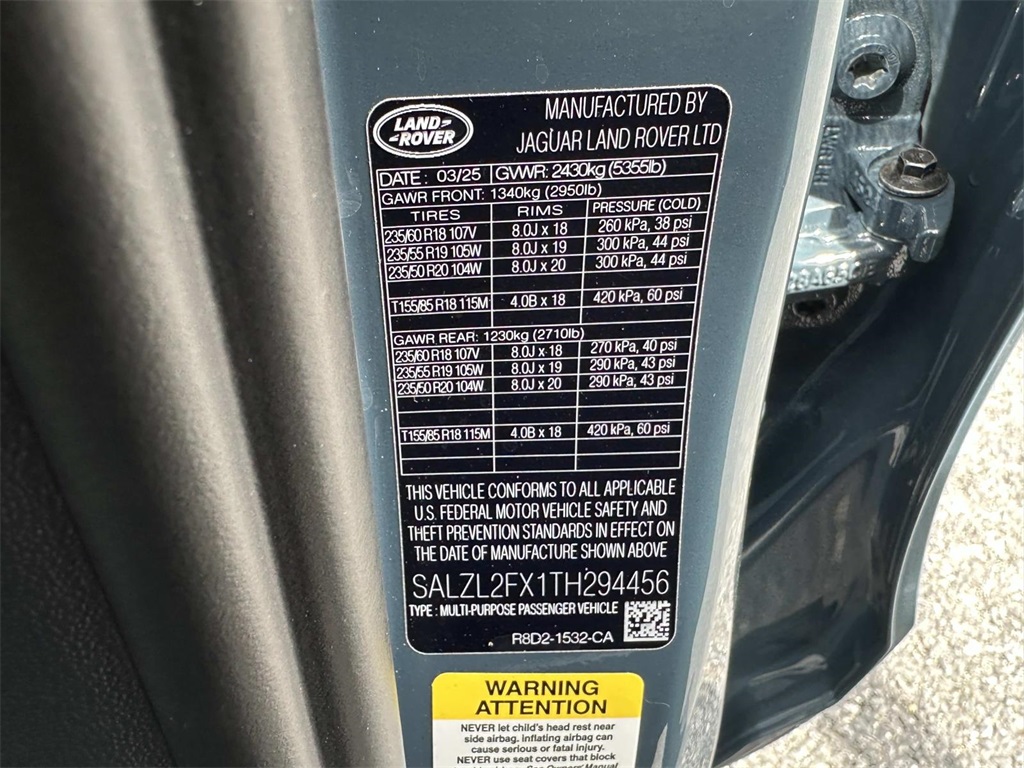 LAND-
-ROVER
MANUFACTURED BY
JAGUAR LAND ROVER LTD
DATE : 03/25 GVWR: 2430kg (5355lb)
GAWR FRONT: 1340kg (2950lb)
TIRES RIMS PRESSURE (COLD)
235/60 R18 107V 8.0J x 18 260 kPa, 38 psi
235/55 R19 105W 8.0J x 19 300 kPa, 44 psi
235/50 R20 104W 8.0J x 20 300 kPa, 44 psi
T155/85 R18 115M 4.0B x 18 420 kPa, 60 psi
GAWR REAR: 1230kg (2710lb)
235/60 R18 107V 8.0J x 18 270 kPa, 40 psi
235/55 R19 105W 8.0J x 19 290 kPa, 43 psi
235/50 R20 104W 8.0J x 20 290 kPa, 43 psi
T155/85 R18 115M 4.0B x 18 420 kPa, 60 psi
THIS VEHICLE CONFORMS TO ALL APPLICABLE
U.S. FEDERAL MOTOR VEHICLE SAFETY AND
THEFT PREVENTION STANDARDS IN EFFECT ON
THE DATE OF MANUFACTURE SHOWN ABOVE
SALZL2FX1TH294456
TYPE : MULTI-PURPOSE PASSENGER VEHICLE
R8D2-1532-CA
WARNING
ATTENTION
NEVER let child's head rest near
side airbag. inflating airbag can
cause serious or fatal injury.
NEVER use seat covers that block
See Owners' Manual